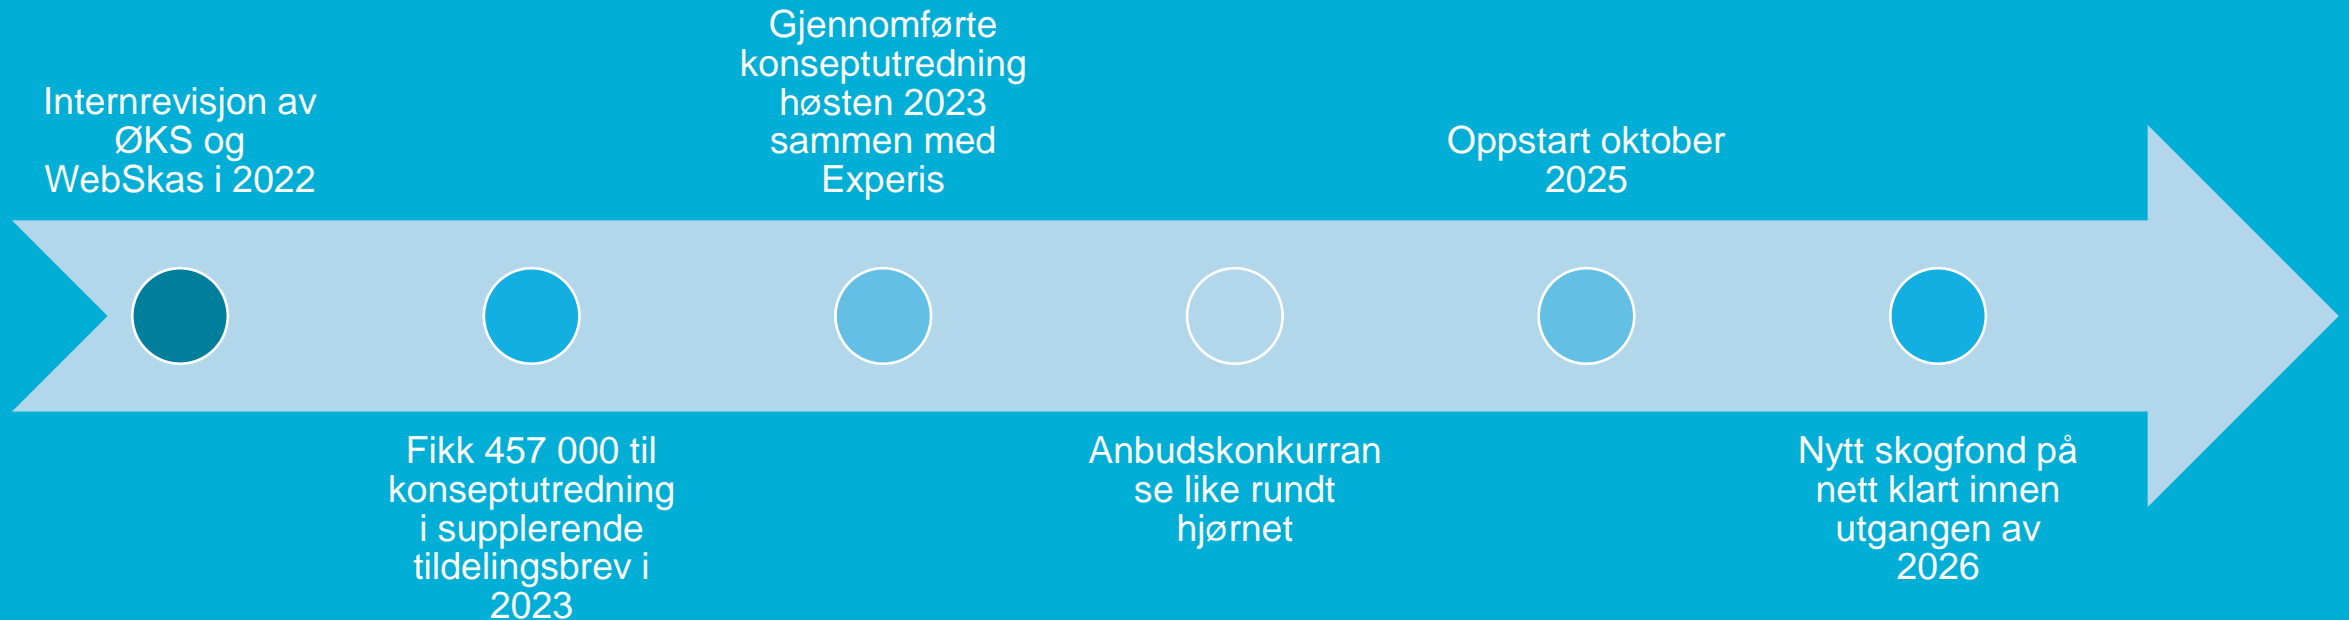 Internrevisjon av
ØKS og
WebSkas i 2022
Fikk 457 000 til
konseptutredning
i supplerende
tildelingsbrev i
2023
Gjennomførte
konseptutredning
høsten 2023
sammen med
Experis
Anbudskonkurran
se like rundt
hjørnet
Oppstart oktober
2025
Nytt skogfond på
nett klart innen
utgangen av
2026